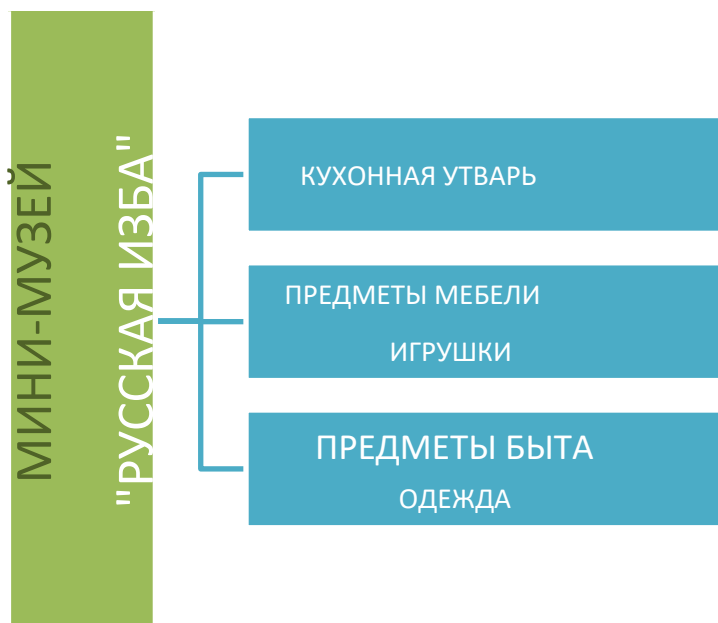 МИНИ-МУЗЕЙ
"РУССКАЯ ИЗБА"
КУХОННАЯ УТВАРЬ
ПРЕДМЕТЫ МЕБЕЛИ
ИГРУШКИ
ПРЕДМЕТЫ БЫТА
ОДЕЖДА